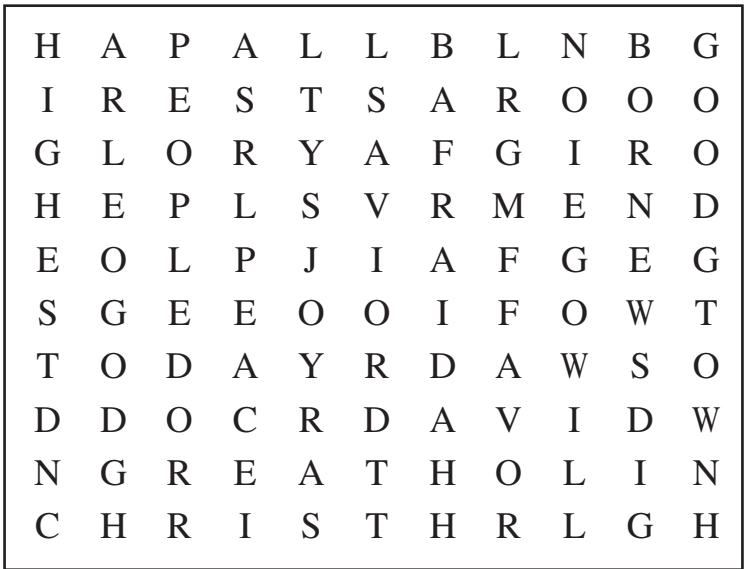 H A P A L L B L N B G
I R E S T S A R O O O
G L O R Y A F G I R O
H E P L S V R M E N D
E O L P J I A F G E G
S G E E O O I F O W T
T O D A Y R D A W S O
D D O C R D A V I D W
N G R E A T H O L I N
C H R I S T H R L G H